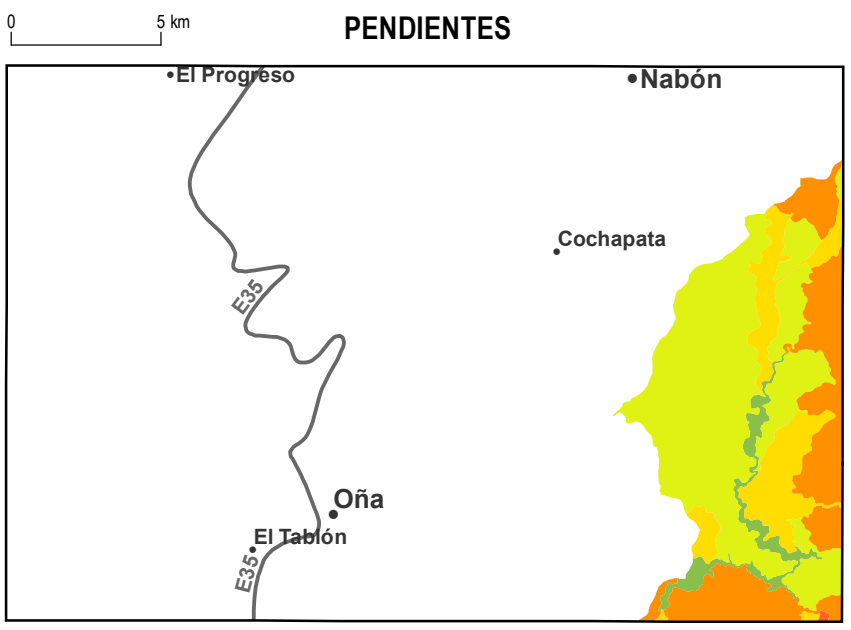 0 5 km
PENDIENTES
El Progreso
Nabón
Cochapata
E35
Oña
El Tablón
E35